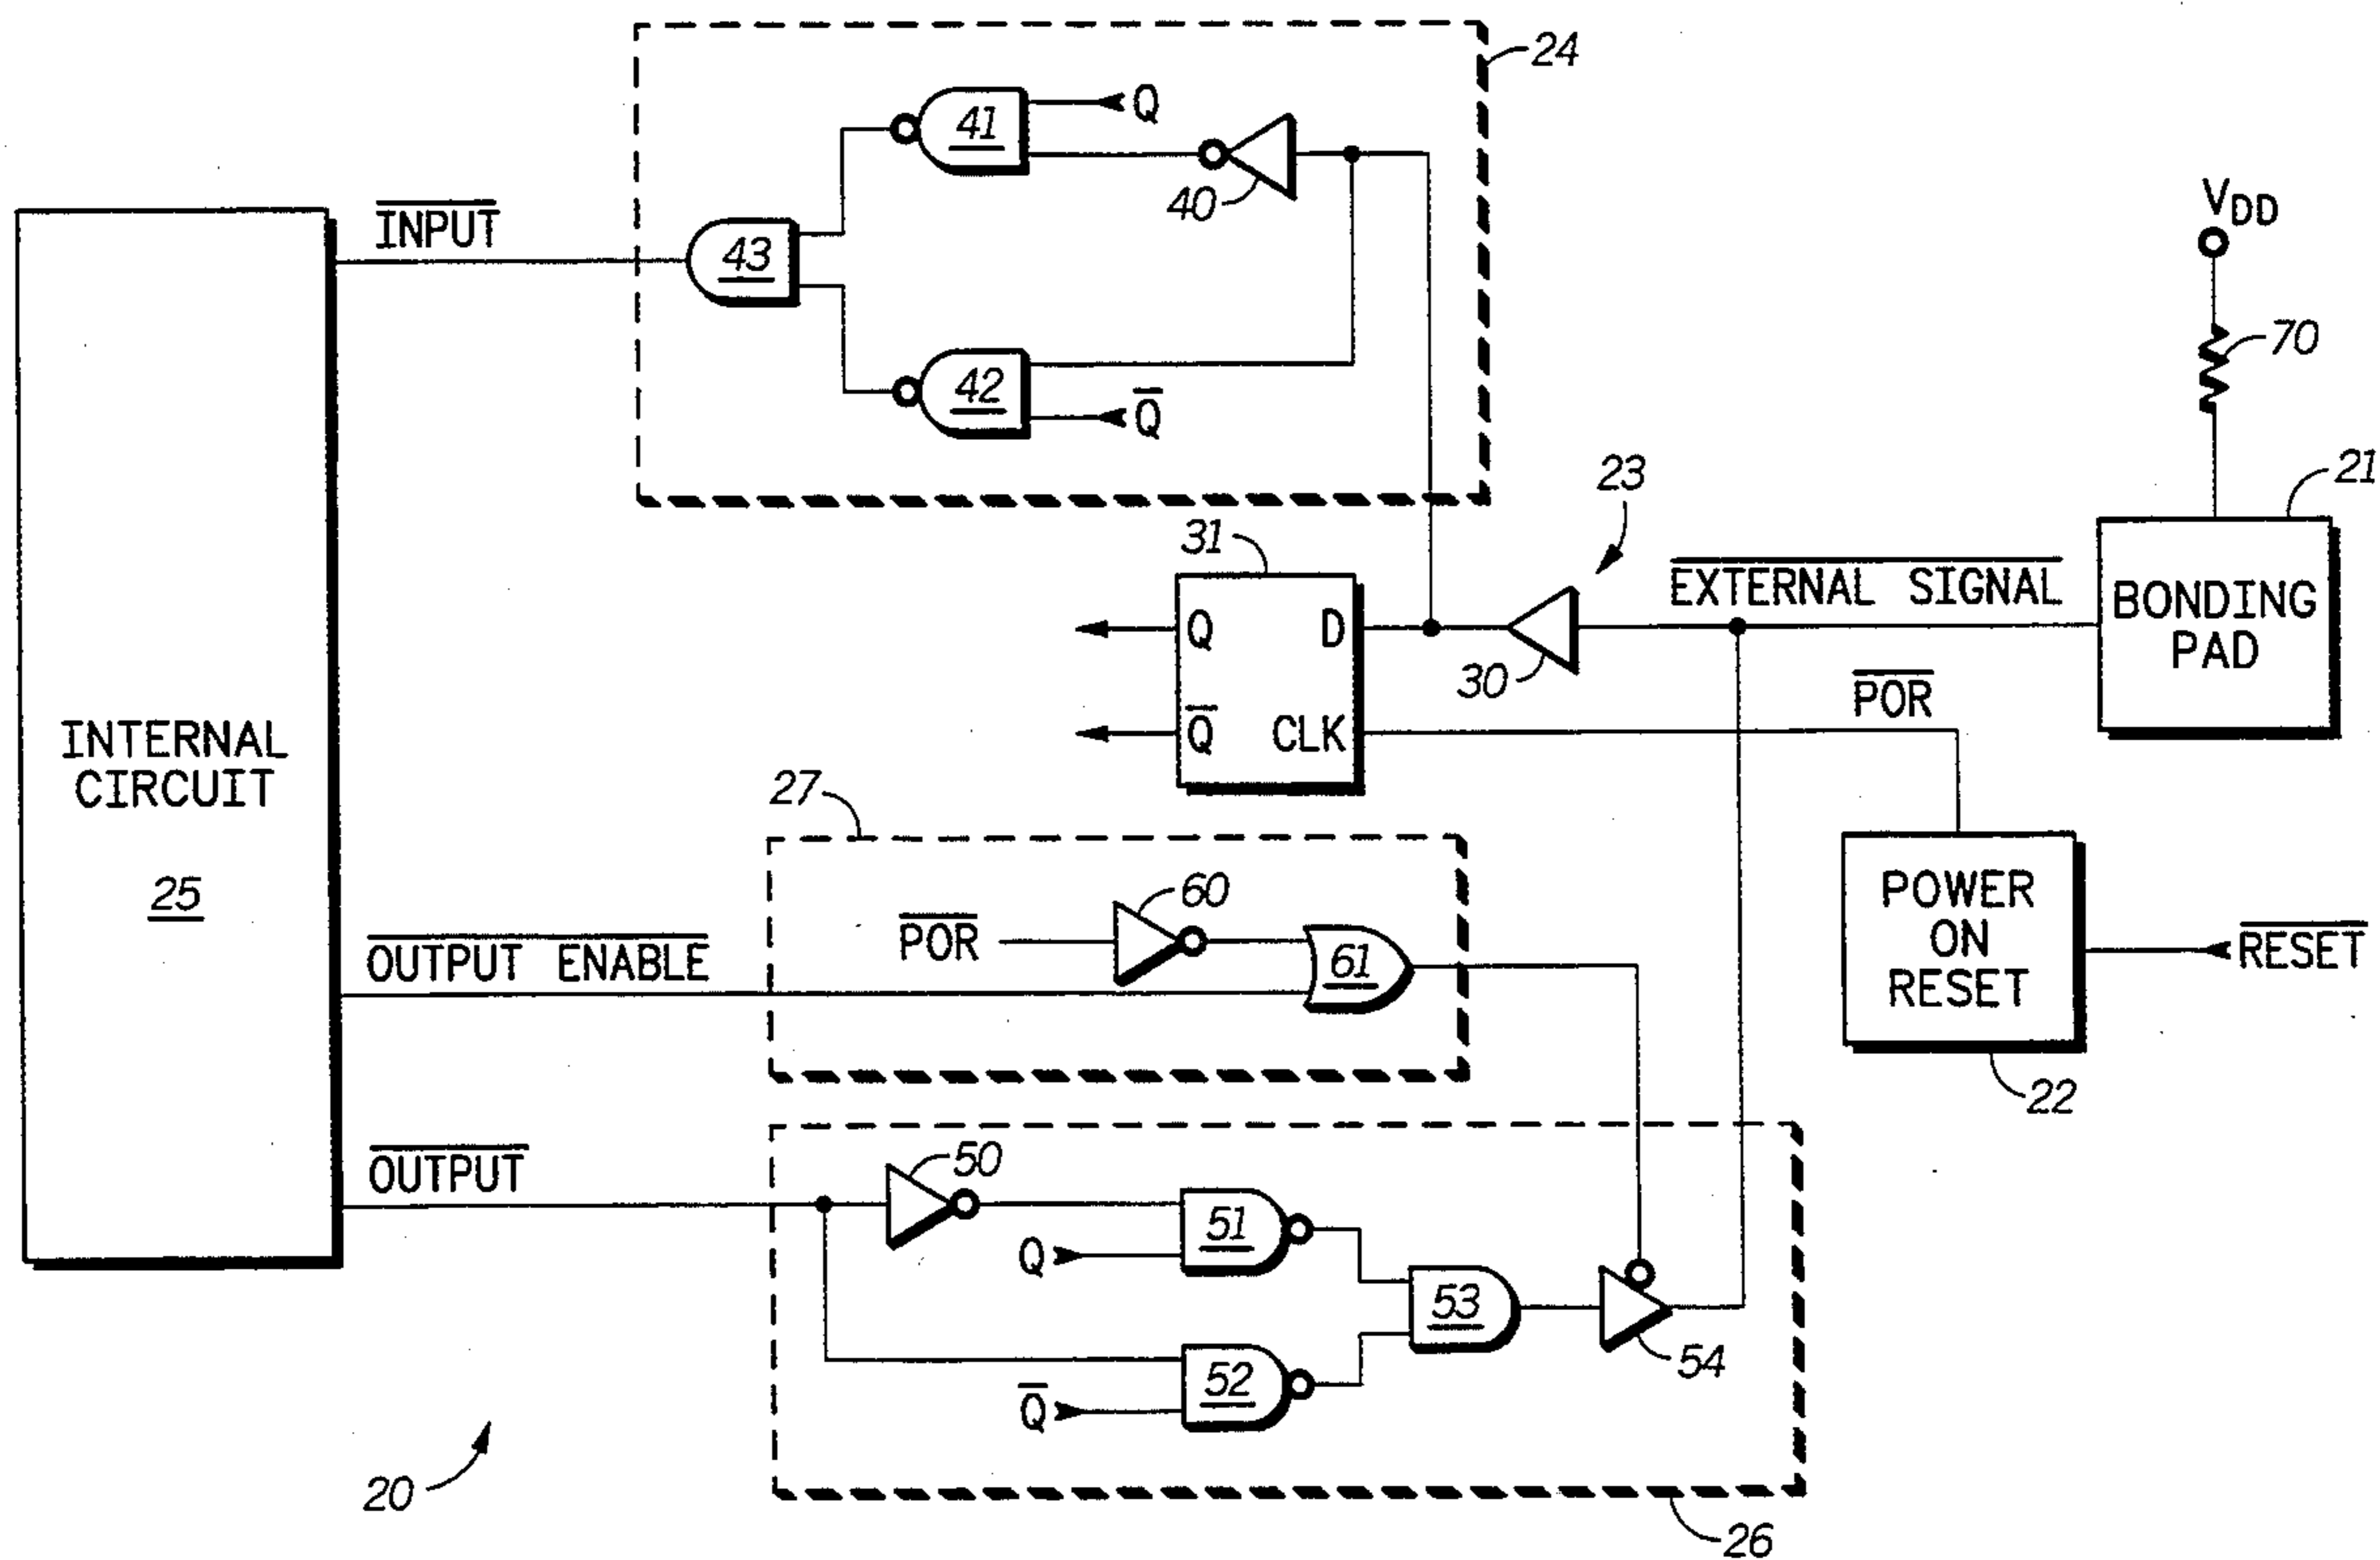 24
Q
41
40
INPUT
43
V_DD
70
42
Q̅
21
23
31
EXTERNAL SIGNAL
BONDING
PAD
Q
D
30
POR
Q̅
CLK
INTERNAL
CIRCUIT
25
27
60
POR
61
OUTPUT ENABLE
POWER
ON
RESET
RESET
22
OUTPUT
50
51
Q
53
54
52
Q̅
20
26